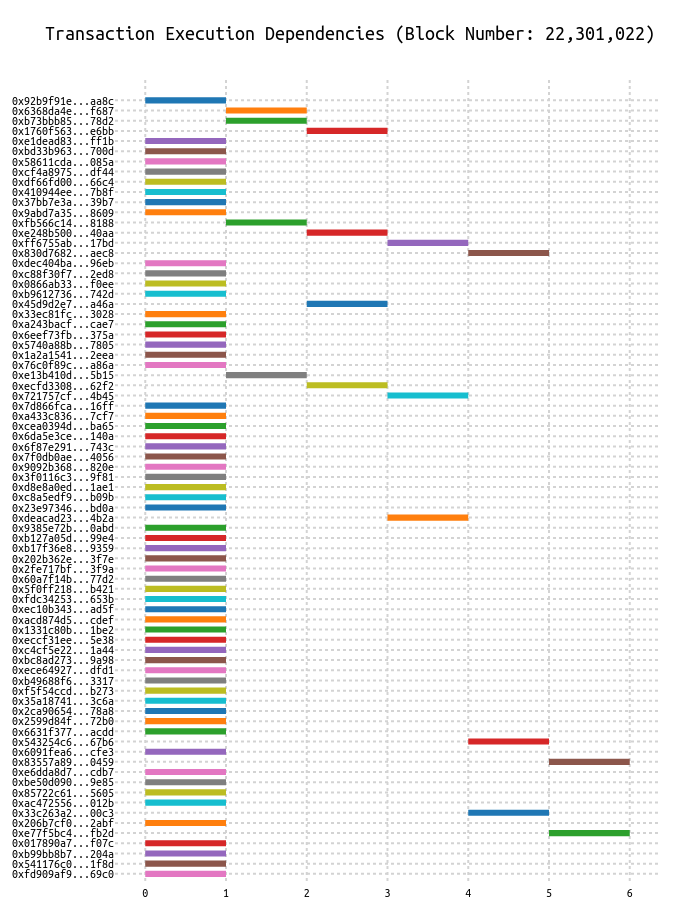 Transaction Execution Dependencies (Block Number: 22,301,022)
0x92b9f91e...aa8c
0x6368da4e...f687
0xb73bbb85...78d2
0x1760f563...e6bb
0xe1dead83...ff1b
0xbd33b963...700d
0x58611cda...085a
0xcf4a8975...df44
0xdf66fd00...66c4
0x410944ee...7b8f
0x37bb7e3a...39b7
0x9abd7a35...8609
0xfb566c14...8188
0xe248b500...40aa
0xff6755ab...17bd
0x830d7682...aec8
0xdec404ba...96eb
0xc88f30f7...2ed8
0x0866ab33...f0ee
0xb9612736...742d
0x45d9d2e7...a46a
0x33ec81fc...3028
0xa243bacf...cae7
0x6eef73fb...375a
0x5740a88b...7805
0x1a2a1541...2eea
0x76c0f89c...a86a
0xe13b410d...5b15
0xecfd3308...62f2
0x721757cf...4b45
0x7d866fca...16ff
0xa433c836...7cf7
0xcea0394d...ba65
0x6da5e3ce...140a
0x6f87e291...743c
0x7f0db0ae...4056
0x9092b368...820e
0x3f0116c3...9f81
0xd8e8a0ed...1ae1
0xc8a5edf9...b09b
0x23e97346...bd0a
0xdeacad23...4b2a
0x9385e72b...0abd
0xb127a05d...99e4
0xb17f36e8...9359
0x202b362e...3f7e
0x2fe717bf...3f9a
0x60a7f14b...77d2
0x5f0ff218...b421
0xfdc34253...653b
0xec10b343...ad5f
0xacd874d5...cdef
0x1331c80b...1be2
0xeccf31ee...5e38
0xc4cf5e22...1a44
0xbc8ad273...9a98
0xece64927...dfd1
0xb49688f6...3317
0xf5f54ccd...b273
0x35a18741...3c6a
0x2ca90654...78a8
0x2599d84f...72b0
0x6631f377...acdd
0x543254c6...67b6
0x6091fea6...cfe3
0x83557a89...0459
0xe6dda8d7...cdb7
0xbe50d090...9e85
0x85722c61...5605
0xac472556...012b
0x33c263a2...00c3
0x206b7cf0...2abf
0xe77f5bc4...fb2d
0x017890a7...f07c
0xb99bb8b7...204a
0x541176c0...1f8d
0xfd909af9...69c0
0 1 2 3 4 5 6